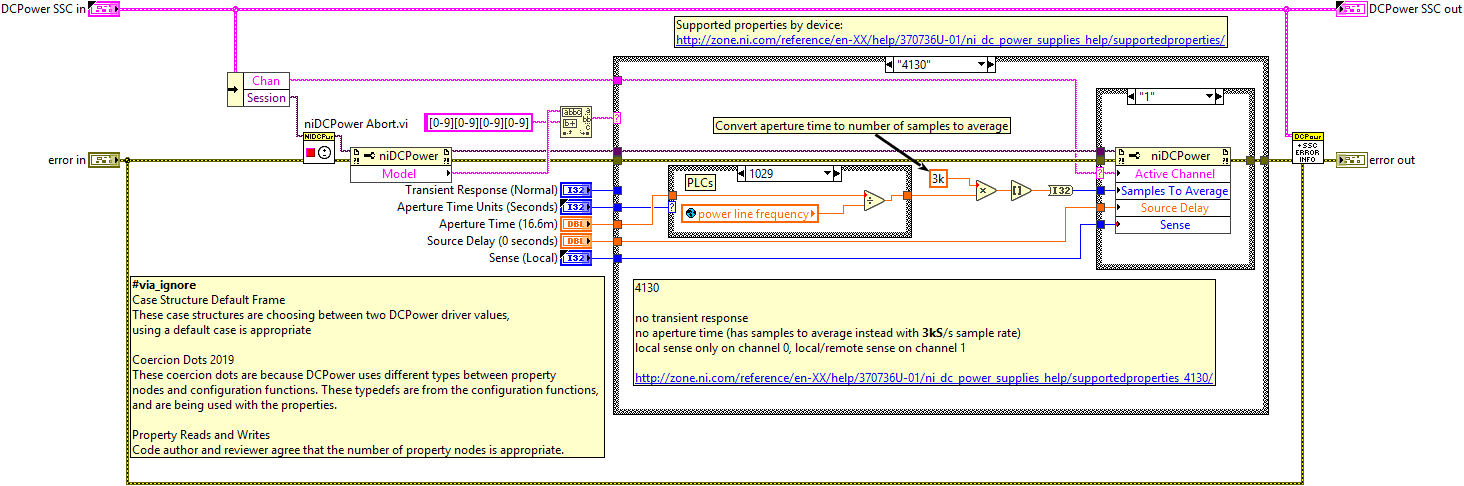 DCPower SSC in
DCPower SSC out
Supported properties by device:
http://zone.ni.com/reference/en-XX/help/370736U-01/ni_dc_power_supplies_help/supportedproperties/
"4130"
Chan
Session
"1"
niDCPower Abort.vi
[0-9][0-9][0-9][0-9]
Convert aperture time to number of samples to average
error in
NIDCPwr
niDCPower
Model
niDCPower
DCPowr
+SSC
ERROR
INFO
error out
1029
PLCs
3k
Active Channel
Transient Response (Normal)
I32
I32
Samples To Average
Aperture Time Units (Seconds)
I32
power line frequency
Source Delay
Aperture Time (16.6m)
DBL
Sense
Source Delay (0 seconds)
DBL
Sense (Local)
I32
#via_ignore
Case Structure Default Frame
These case structures are choosing between two DCPower driver values,
using a default case is appropriate
Coercion Dots 2019
These coercion dots are because DCPower uses different types between property
nodes and configuration functions. These typedefs are from the configuration functions,
and are being used with the properties.
Property Reads and Writes
Code author and reviewer agree that the number of property nodes is appropriate.
4130
no transient response
no aperture time (has samples to average instead with 3kS/s sample rate)
local sense only on channel 0, local/remote sense on channel 1
http://zone.ni.com/reference/en-XX/help/370736U-01/ni_dc_power_supplies_help/supportedproperties_4130/